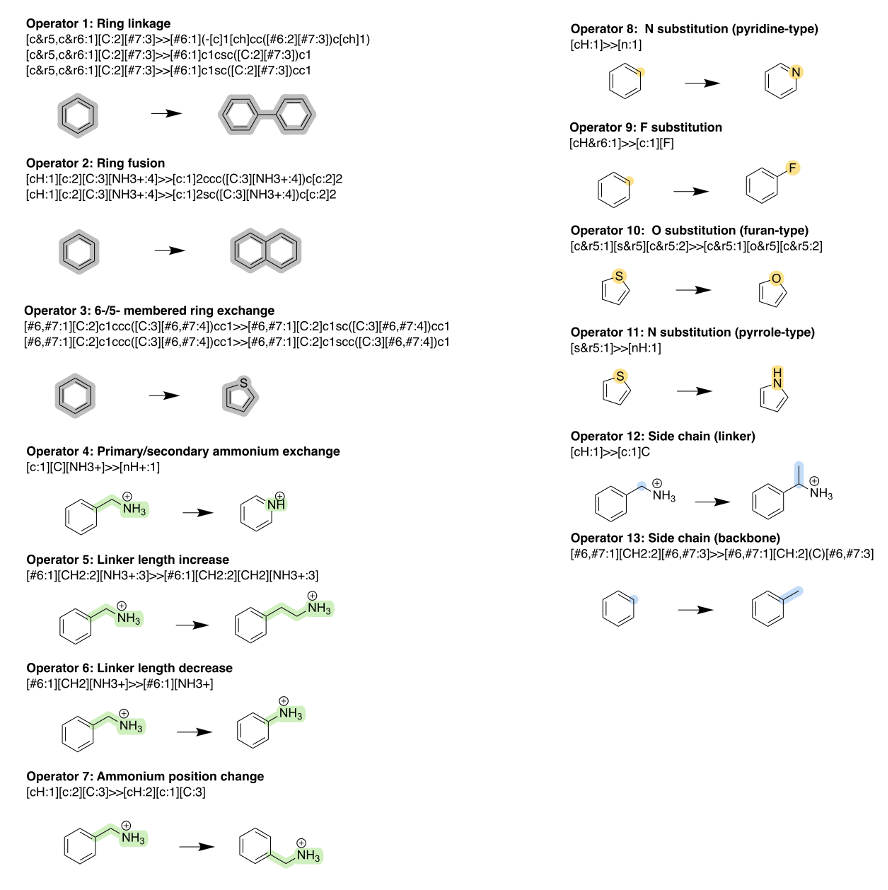 Operator 1: Ring linkage
[c&r5,c&r6:1][C:2][#7:3]>>[#6:1](-[c]1[ch]cc([#6:2][#7:3])c[ch]1)
[c&r5,c&r6:1][C:2][#7:3]>>[#6:1]c1csc([C:2][#7:3])c1
[c&r5,c&r6:1][C:2][#7:3]>>[#6:1]c1sc([C:2][#7:3])cc1
Operator 2: Ring fusion
[cH:1][c:2][C:3][NH3+:4]>>[c:1]2ccc([C:3][NH3+:4])c[c:2]2
[cH:1][c:2][C:3][NH3+:4]>>[c:1]2sc([C:3][NH3+:4])c[c:2]2
Operator 3: 6-/5- membered ring exchange
[#6,#7:1][C:2]c1ccc([C:3][#6,#7:4])cc1>>[#6,#7:1][C:2]c1sc([C:3][#6,#7:4])cc1
[#6,#7:1][C:2]c1ccc([C:3][#6,#7:4])cc1>>[#6,#7:1][C:2]c1scc([C:3][#6,#7:4])c1
S
Operator 4: Primary/secondary ammonium exchange
[c:1][C][NH3+]>>[nH+:1]
+
NH3
+
NH
Operator 5: Linker length increase
[#6:1][CH2:2][NH3+:3]>>[#6:1][CH2:2][CH2][NH3+:3]
+
NH3
+
NH3
Operator 6: Linker length decrease
[#6:1][CH2][NH3+]>>[#6:1][NH3+]
+
NH3
+
NH3
Operator 7: Ammonium position change
[cH:1][c:2][C:3]>>[cH:2][c:1][C:3]
+
NH3
+
NH3
Operator 8: N substitution (pyridine-type)
[cH:1]>>[n:1]
N
Operator 9: F substitution
[cH&r6:1]>>[c:1][F]
F
Operator 10: O substitution (furan-type)
[c&r5:1][s&r5][c&r5:2]>>[c&r5:1][o&r5][c&r5:2]
S
O
Operator 11: N substitution (pyrrole-type)
[s&r5:1]>>[nH:1]
S
H
N
Operator 12: Side chain (linker)
[cH:1]>>[c:1]C
+
NH3
+
NH3
Operator 13: Side chain (backbone)
[#6,#7:1][CH2:2][#6,#7:3]>>[#6,#7:1][CH:2](C)[#6,#7:3]